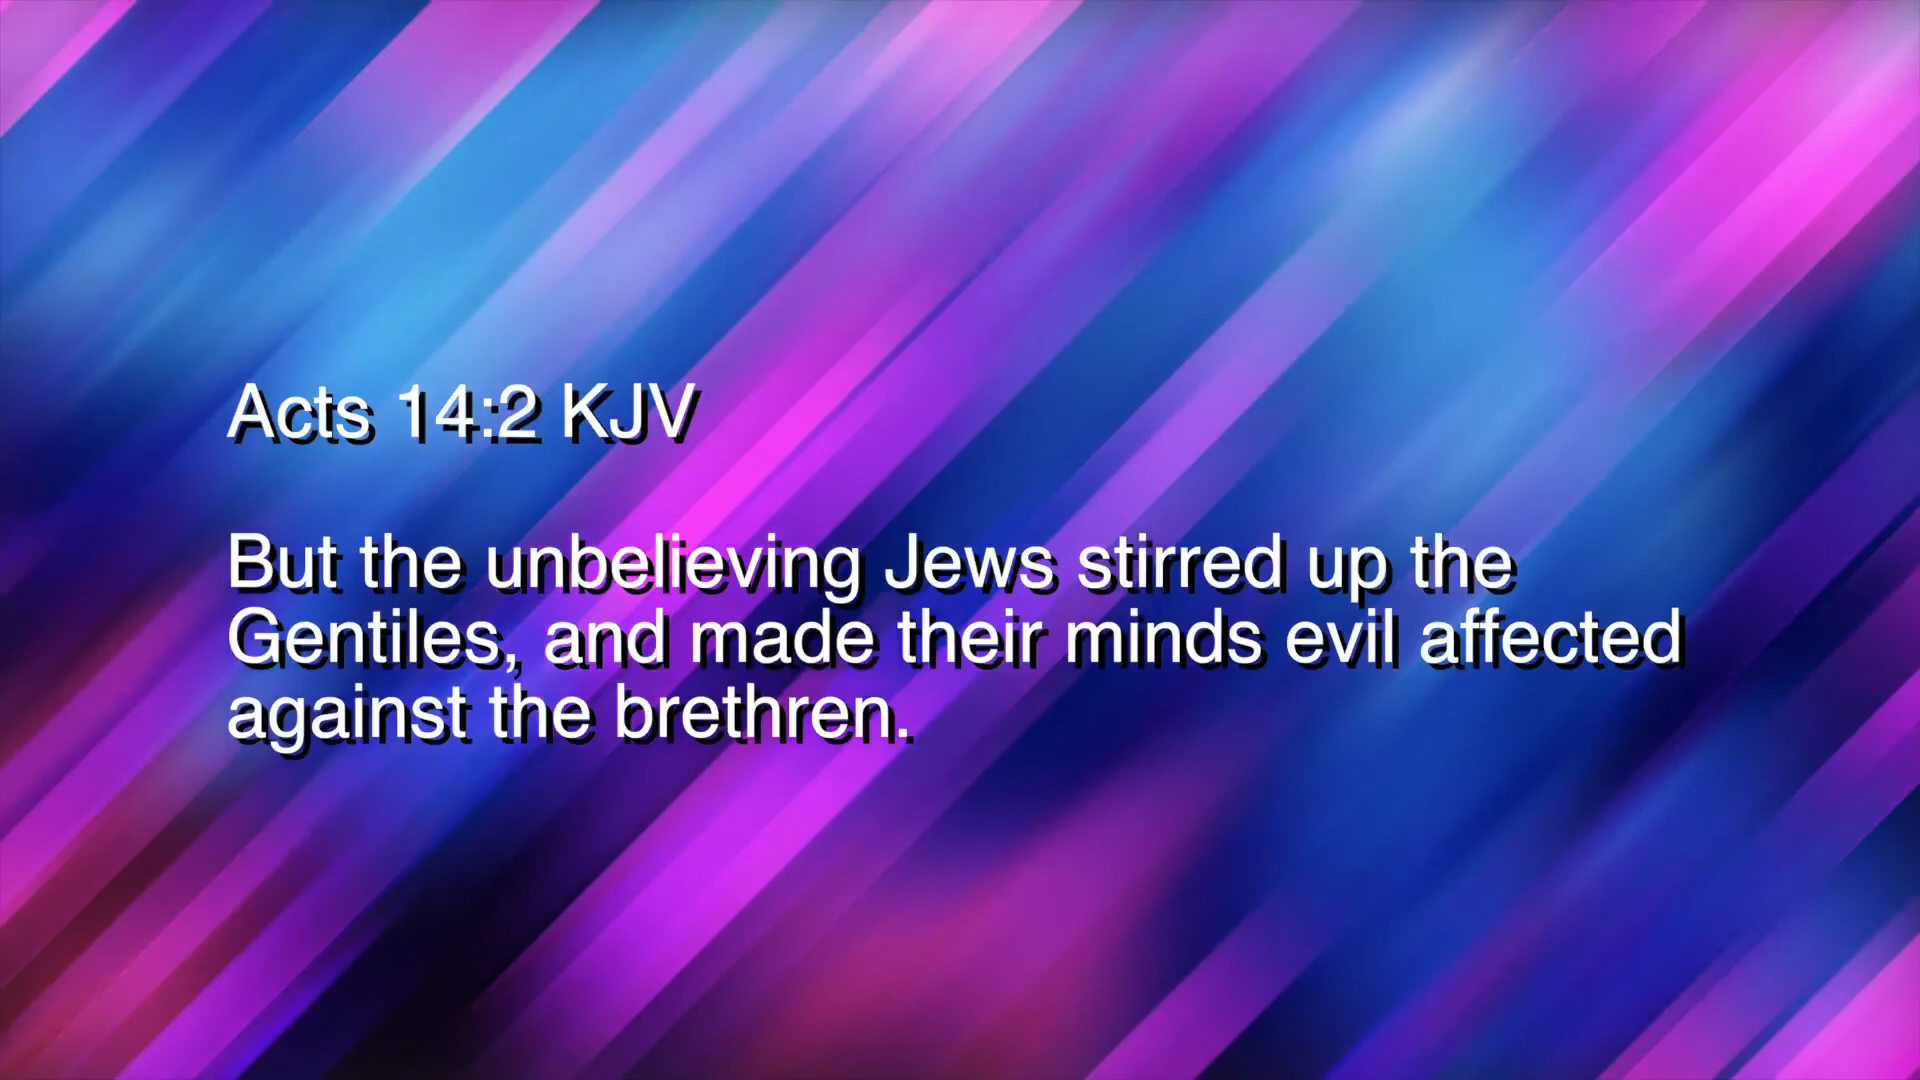 Acts 14:2 KJV
But the unbelieving Jews stirred up the
Gentiles, and made their minds evil affected
against the brethren.